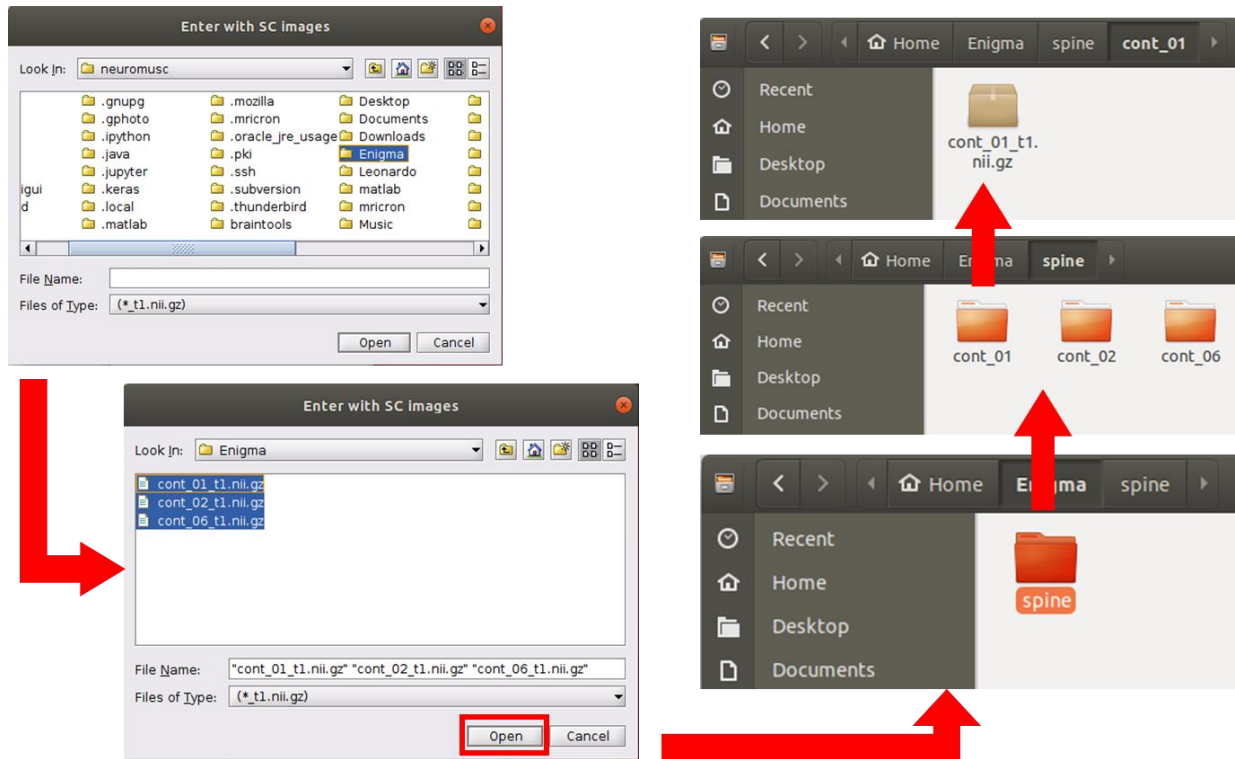 Enter with SC images
Look In: neuromusc
.gnupg .mozilla Desktop
.gphoto .mricron Documents
.ipython .oracle_jre_usage Downloads
.java .pki Enigma
.jupyter .ssh Leonardo
igui .keras .subversion matlab
d .local .thunderbird mricron
.matlab braintools Music
File Name:
Files of Type: (*_t1.nii.gz)
Open Cancel
Enter with SC images
Look In: Enigma
cont_01_t1.nii.gz
cont_02_t1.nii.gz
cont_06_t1.nii.gz
File Name: "cont_01_t1.nii.gz" "cont_02_t1.nii.gz" "cont_06_t1.nii.gz"
Files of Type: (*_t1.nii.gz)
Open Cancel
Home Enigma spine cont_01
Recent
Home
Desktop
Documents
cont_01_t1.
nii.gz
Home spine
Recent
Home
Desktop
Documents
cont_01 cont_02 cont_06
Home spine
Recent
Home
Desktop
Documents
spine